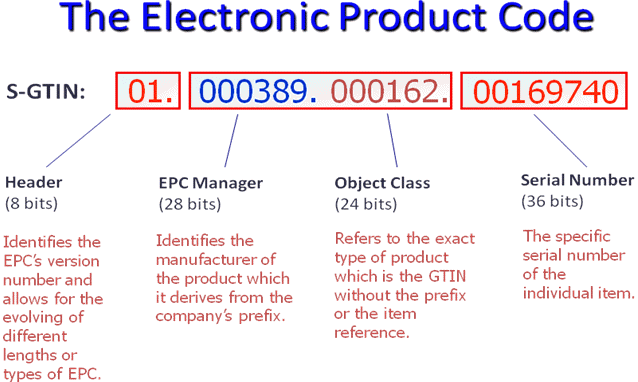 The Electronic Product Code
S-GTIN: 01. 000389. 000162. 00169740
Header
(8 bits)
Identifies the
EPC's version
number and
allows for the
evolving of
different
lengths or
types of EPC.
EPC Manager
(28 bits)
Identifies the
manufacturer of
the product which
it derives from the
company's prefix.
Object Class
(24 bits)
Refers to the exact
type of product
which is the GTIN
without the prefix
or the item
reference.
Serial Number
(36 bits)
The specific
serial number
of the
individual item.